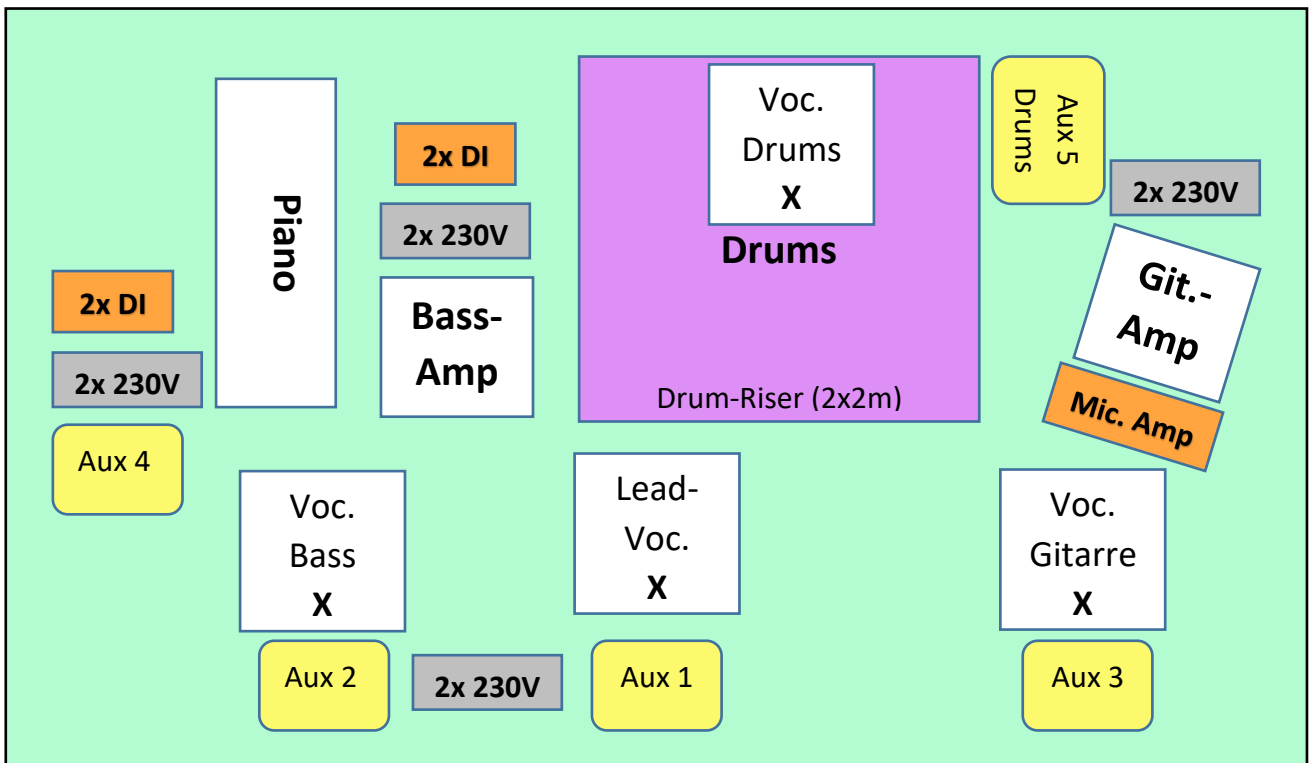 Voc.
Drums
X
Drums
Drum-Riser (2x2m)
Aux 5
Drums
2x 230V
Git.-
Amp
Mic. Amp
Piano
2x DI
2x 230V
Bass-
Amp
2x DI
2x 230V
Aux 4
Voc.
Bass
X
Lead-
Voc.
X
Voc.
Gitarre
X
Aux 2
2x 230V
Aux 1
Aux 3